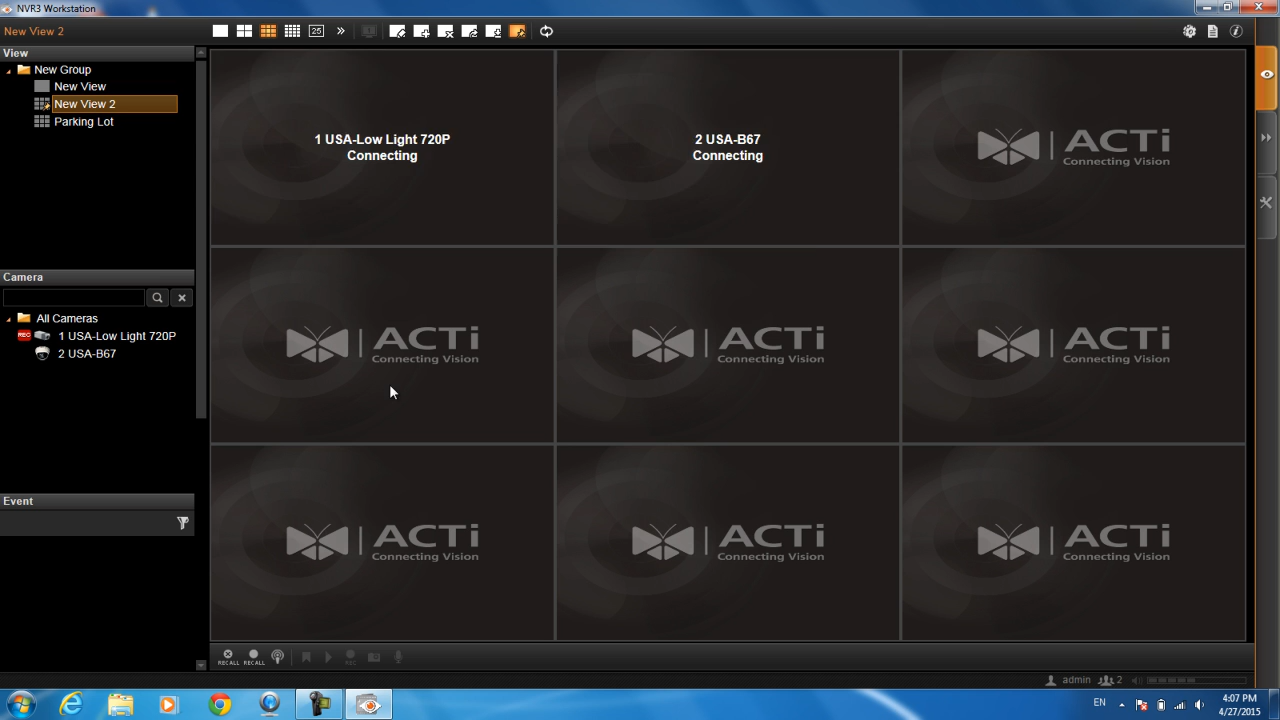 NVR3 Workstation
New View 2
25
View
New Group
New View
New View 2
Parking Lot
Camera
All Cameras
REC 1 USA-Low Light 720P
2 USA-B67
Event
1 USA-Low Light 720P
Connecting
2 USA-B67
Connecting
ACTi
Connecting Vision
ACTi
Connecting Vision
ACTi
Connecting Vision
ACTi
Connecting Vision
ACTi
Connecting Vision
ACTi
Connecting Vision
ACTi
Connecting Vision
RECALL RECALL REC
admin 2
EN
4:07 PM
4/27/2015